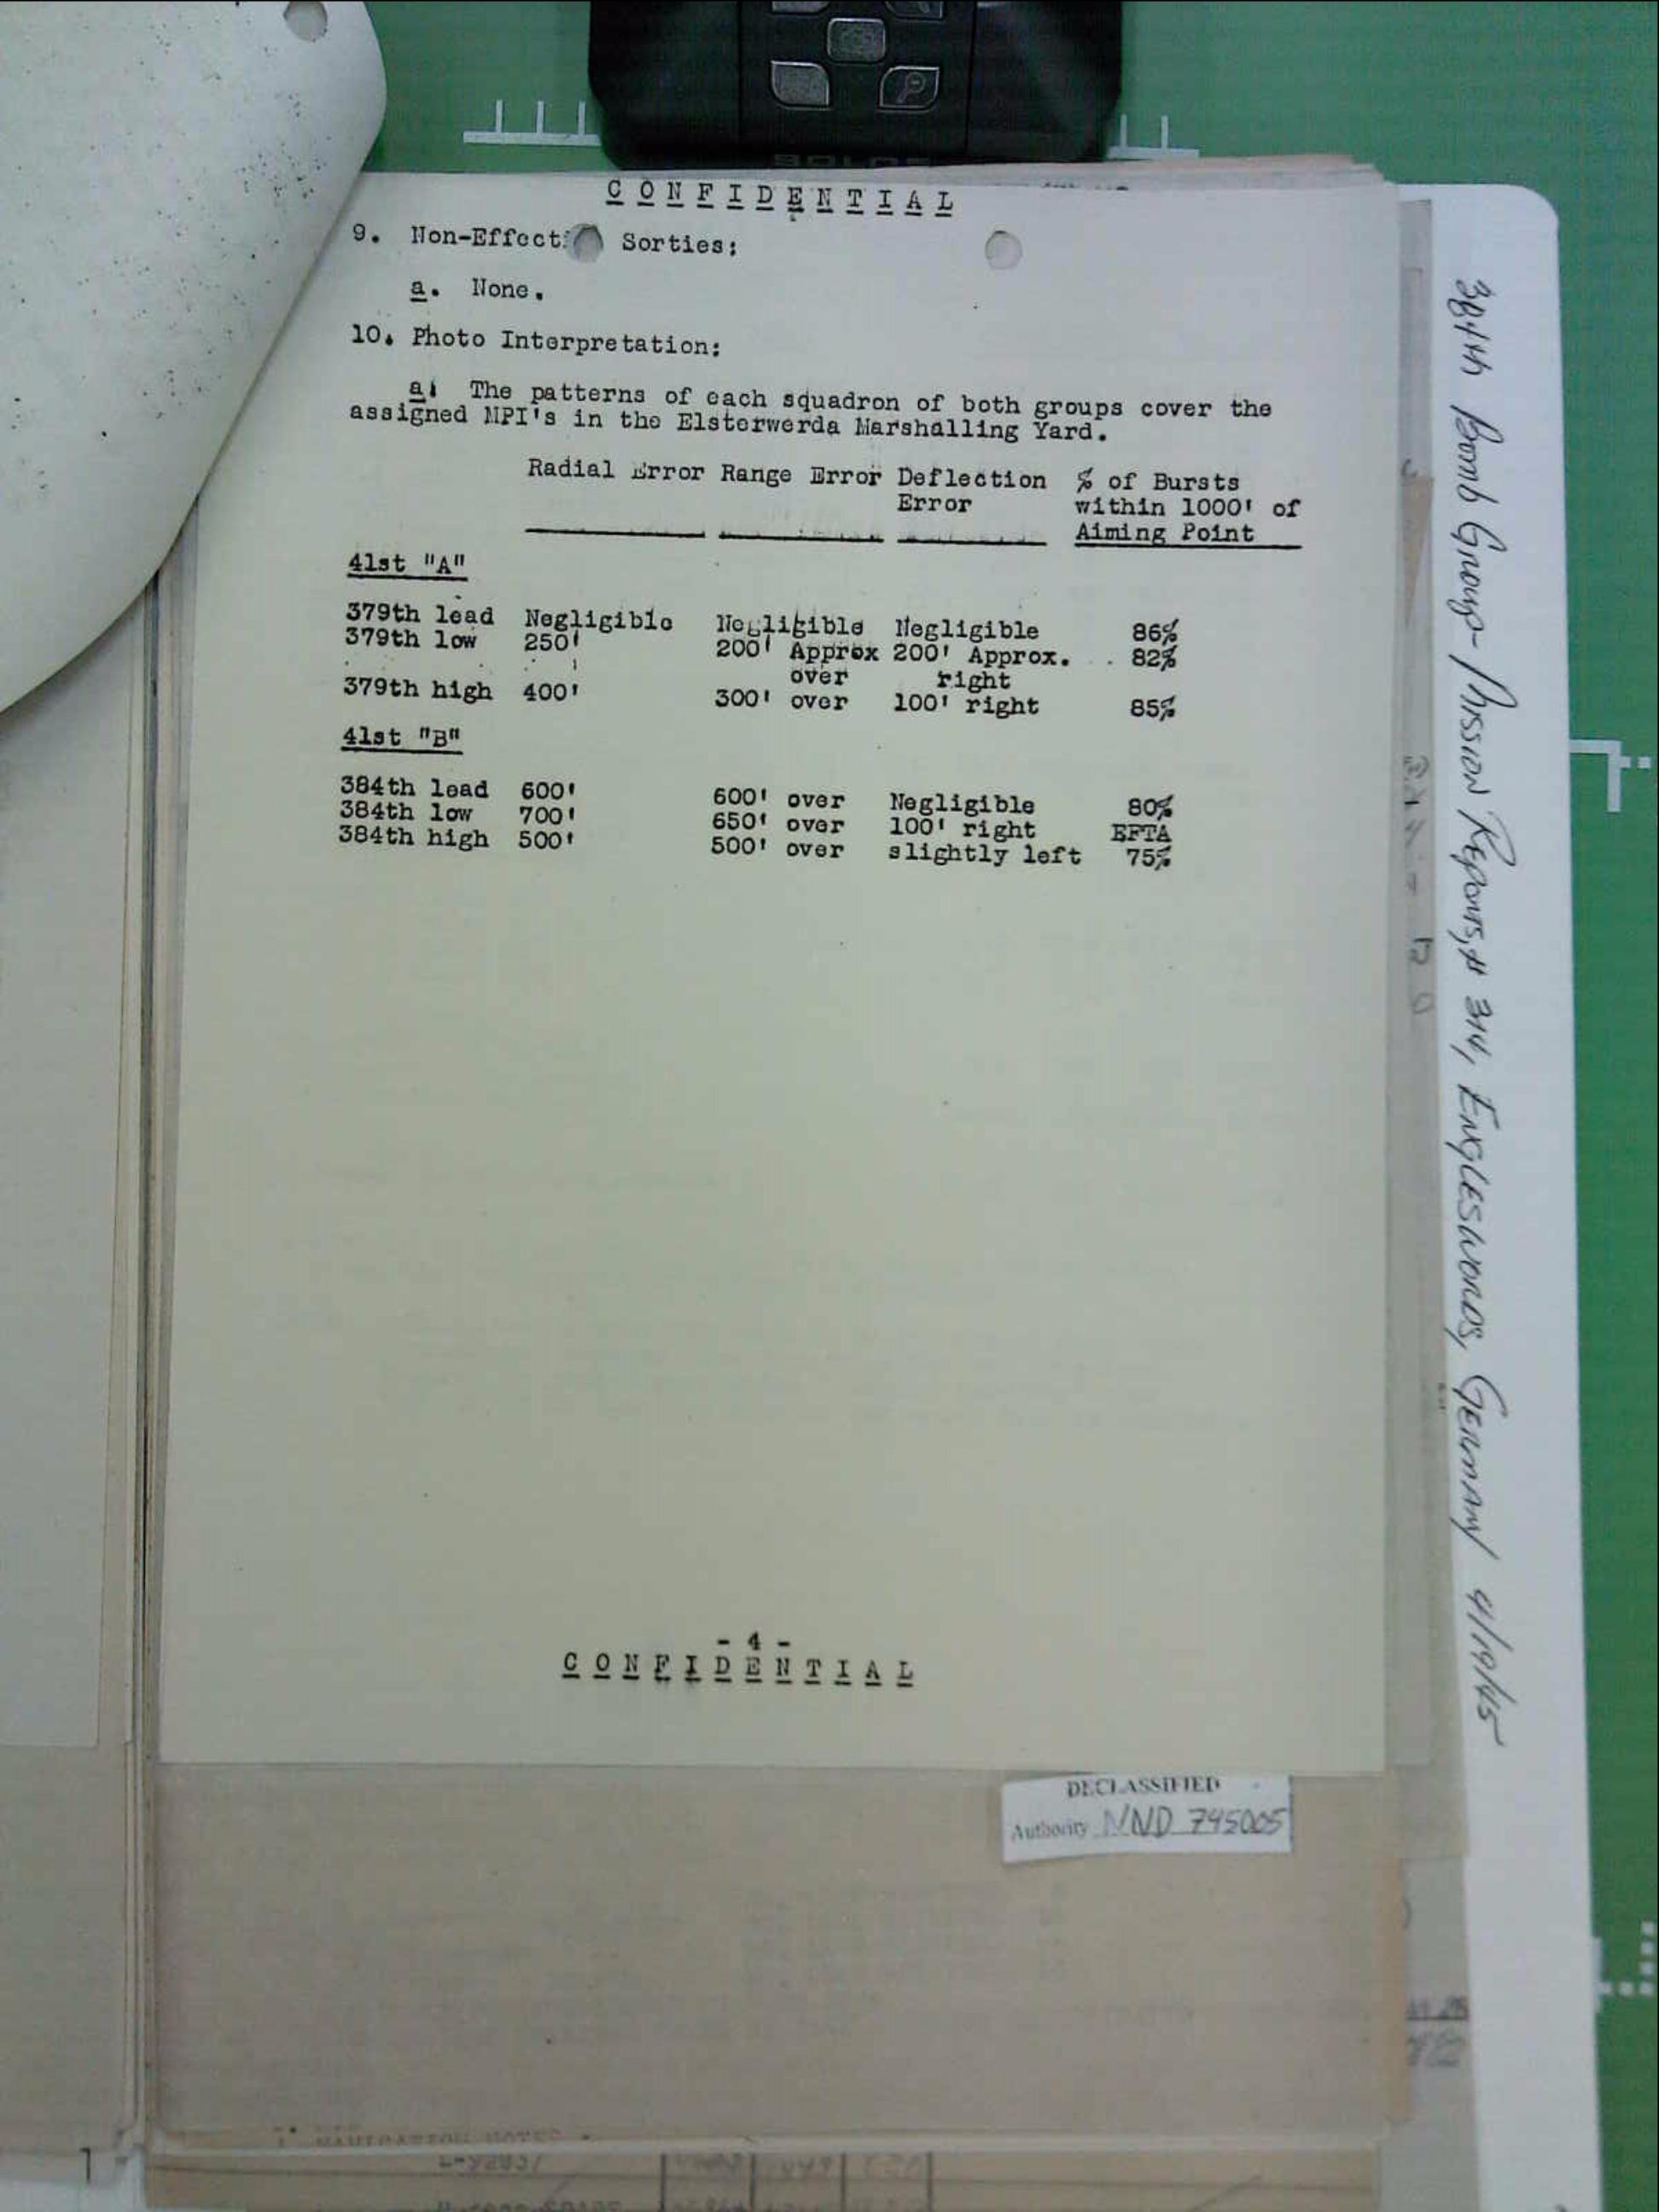 C O N F I D E N T I A L
9. Non-Effect Sorties:
a. None.
10. Photo Interpretation:
a. The patterns of each squadron of both groups cover the
assigned MPI's in the Elsterwerda Marshalling Yard.
Radial Error Range Error Deflection Error % of Bursts within 1000' of Aiming Point
41st "A"
379th lead Negligible Negligible Negligible 86%
379th low 250' 200' Approx over 200' Approx. right 82%
379th high 400' 300' over 100' right 85%
41st "B"
384th lead 600' 600' over Negligible 80%
384th low 700' 650' over 100' right EFTA
384th high 500' 500' over slightly left 75%
- 4 -
C O N F I D E N T I A L
DECLASSIFIED
Authority NND 745005
384th Bomb Group - Mission Reports, # 314, Engleswords, Germany 4/19/45